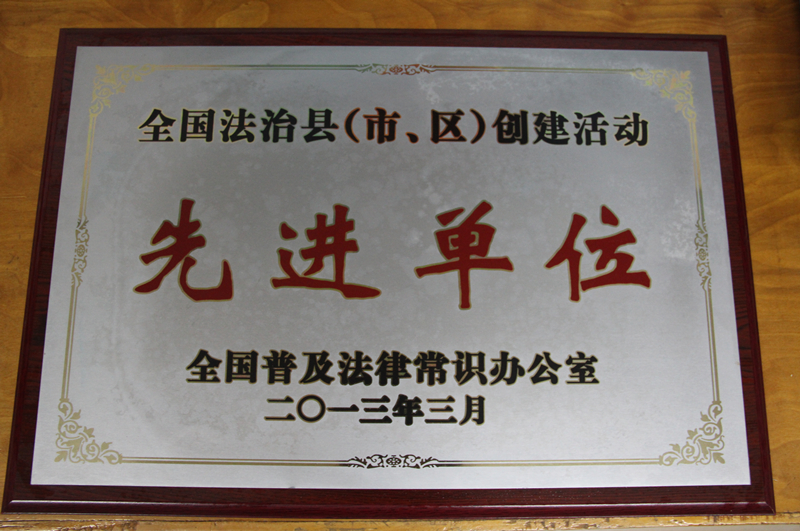 全国法治县（市、区）创建活动
先进单位
全国普及法律常识办公室
二〇一三年三月